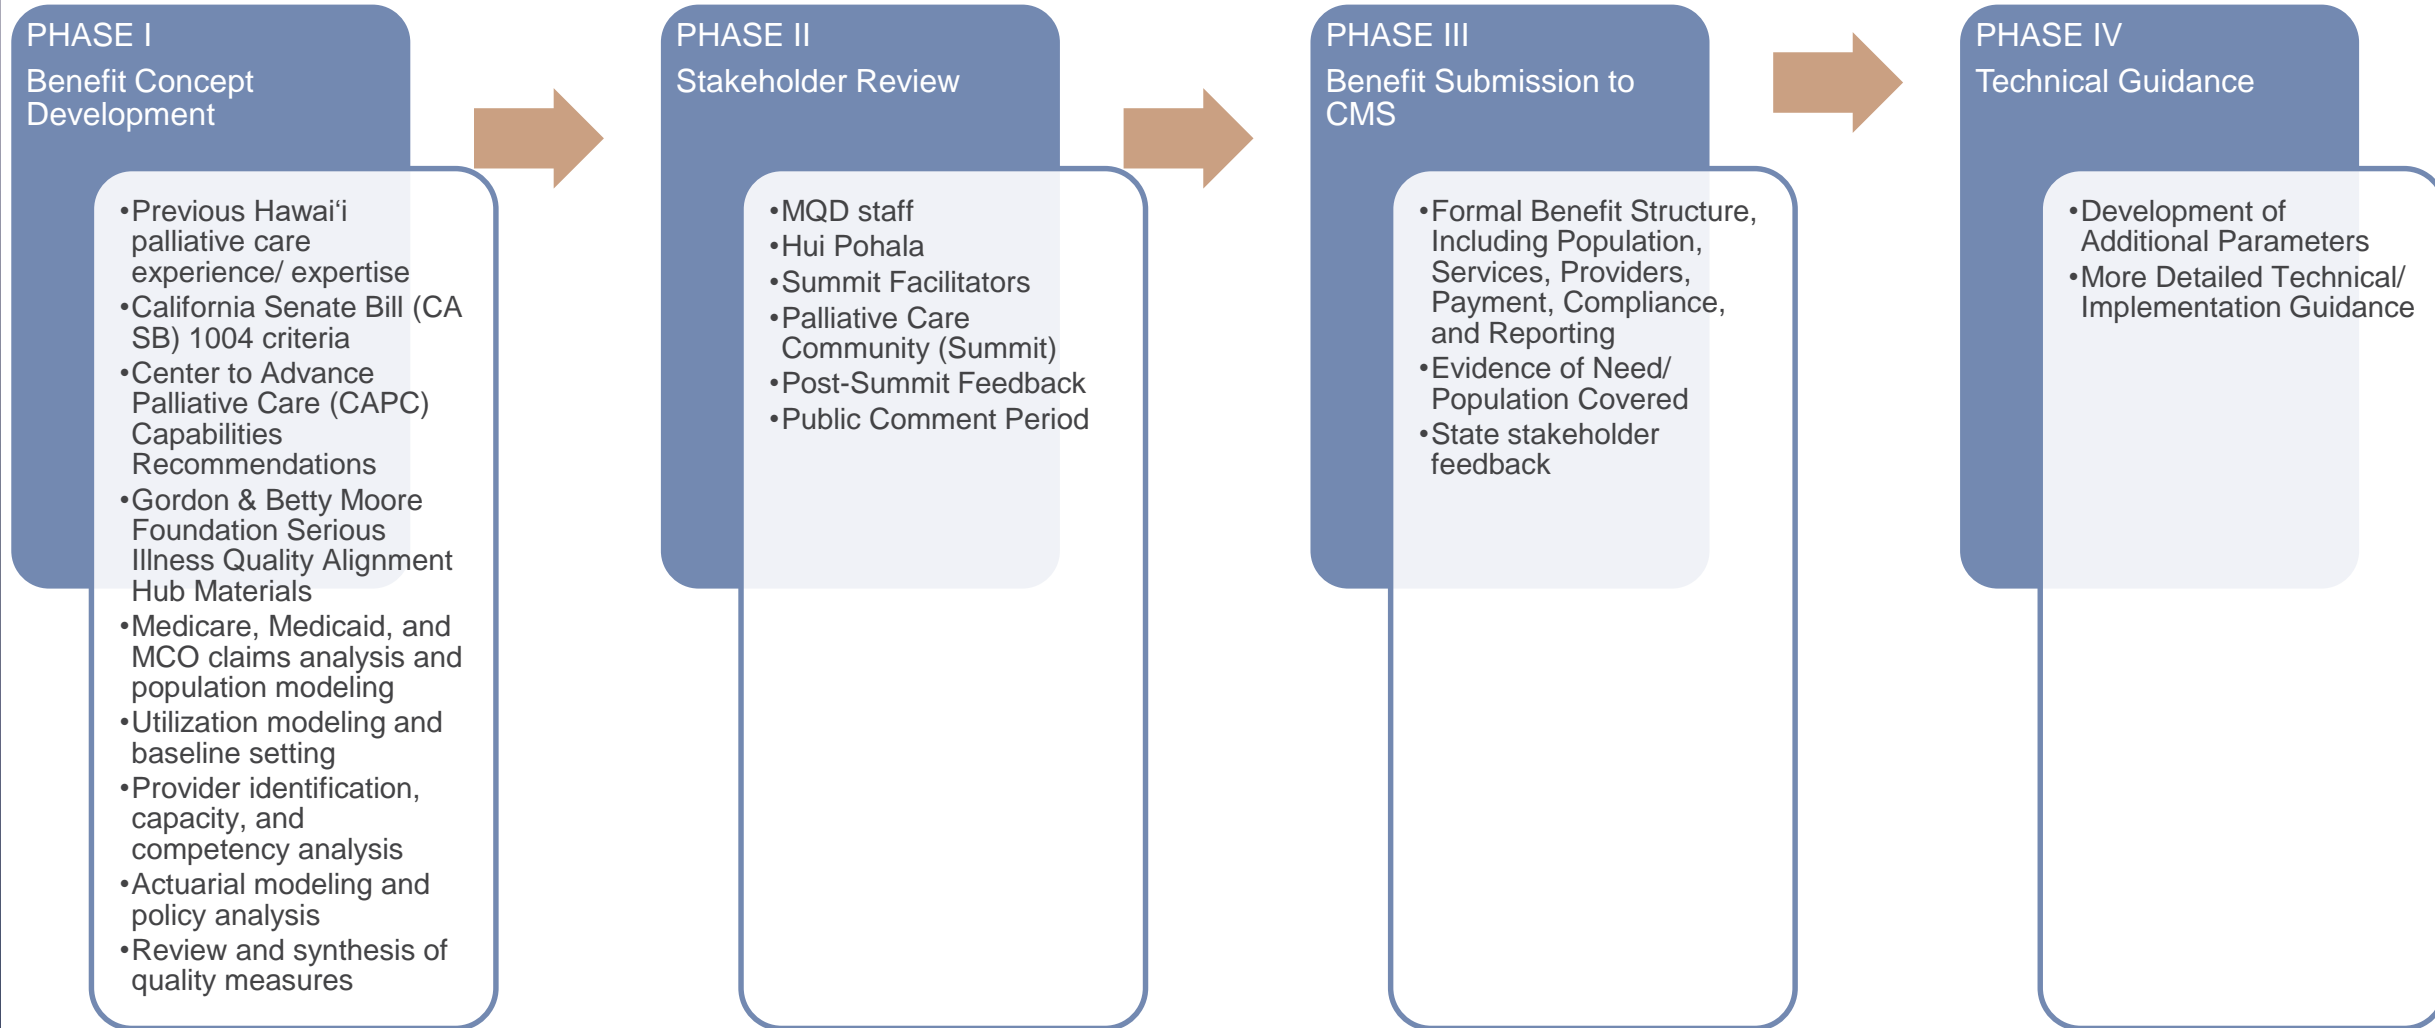 PHASE I
Benefit Concept
Development
•Previous Hawaiʻi
palliative care
experience/ expertise
•California Senate Bill (CA
SB) 1004 criteria
•Center to Advance
Palliative Care (CAPC)
Capabilities
Recommendations
•Gordon & Betty Moore
Foundation Serious
Illness Quality Alignment
Hub Materials
•Medicare, Medicaid, and
MCO claims analysis and
population modeling
•Utilization modeling and
baseline setting
•Provider identification,
capacity, and
competency analysis
•Actuarial modeling and
policy analysis
•Review and synthesis of
quality measures
PHASE II
Stakeholder Review
•MQD staff
•Hui Pohala
•Summit Facilitators
•Palliative Care
Community (Summit)
•Post-Summit Feedback
•Public Comment Period
PHASE III
Benefit Submission to
CMS
•Formal Benefit Structure,
Including Population,
Services, Providers,
Payment, Compliance,
and Reporting
•Evidence of Need/
Population Covered
•State stakeholder
feedback
PHASE IV
Technical Guidance
•Development of
Additional Parameters
•More Detailed Technical/
Implementation Guidance